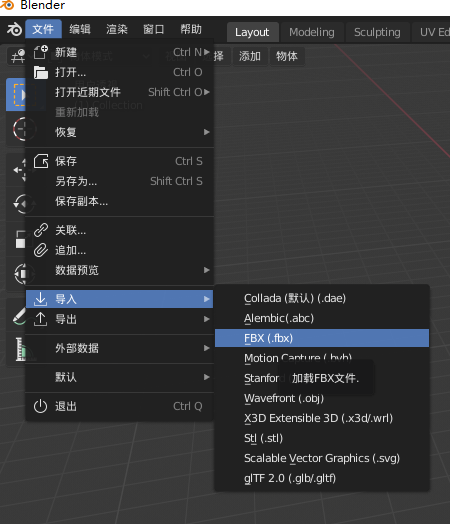 Blender
文件 编辑 渲染 窗口 帮助 Layout Modeling Sculpting UV Ed
新建 Ctrl N
择 添加 物体
打开... Ctrl O
打开近期文件 Shift Ctrl O
重新加载
恢复
保存 Ctrl S
另存为... Shift Ctrl S
保存副本...
关联...
追加...
数据预览
导入
导出
外部数据
默认
退出 Ctrl Q
Collada (默认) (.dae)
Alembic(.abc)
FBX (.fbx)
Motion Capture (.bvh)
Stanfor
加载FBX文件.
Wavefront (.obj)
X3D Extensible 3D (.x3d/.wrl)
Stl (.stl)
Scalable Vector Graphics (.svg)
glTF 2.0 (.glb/.gltf)